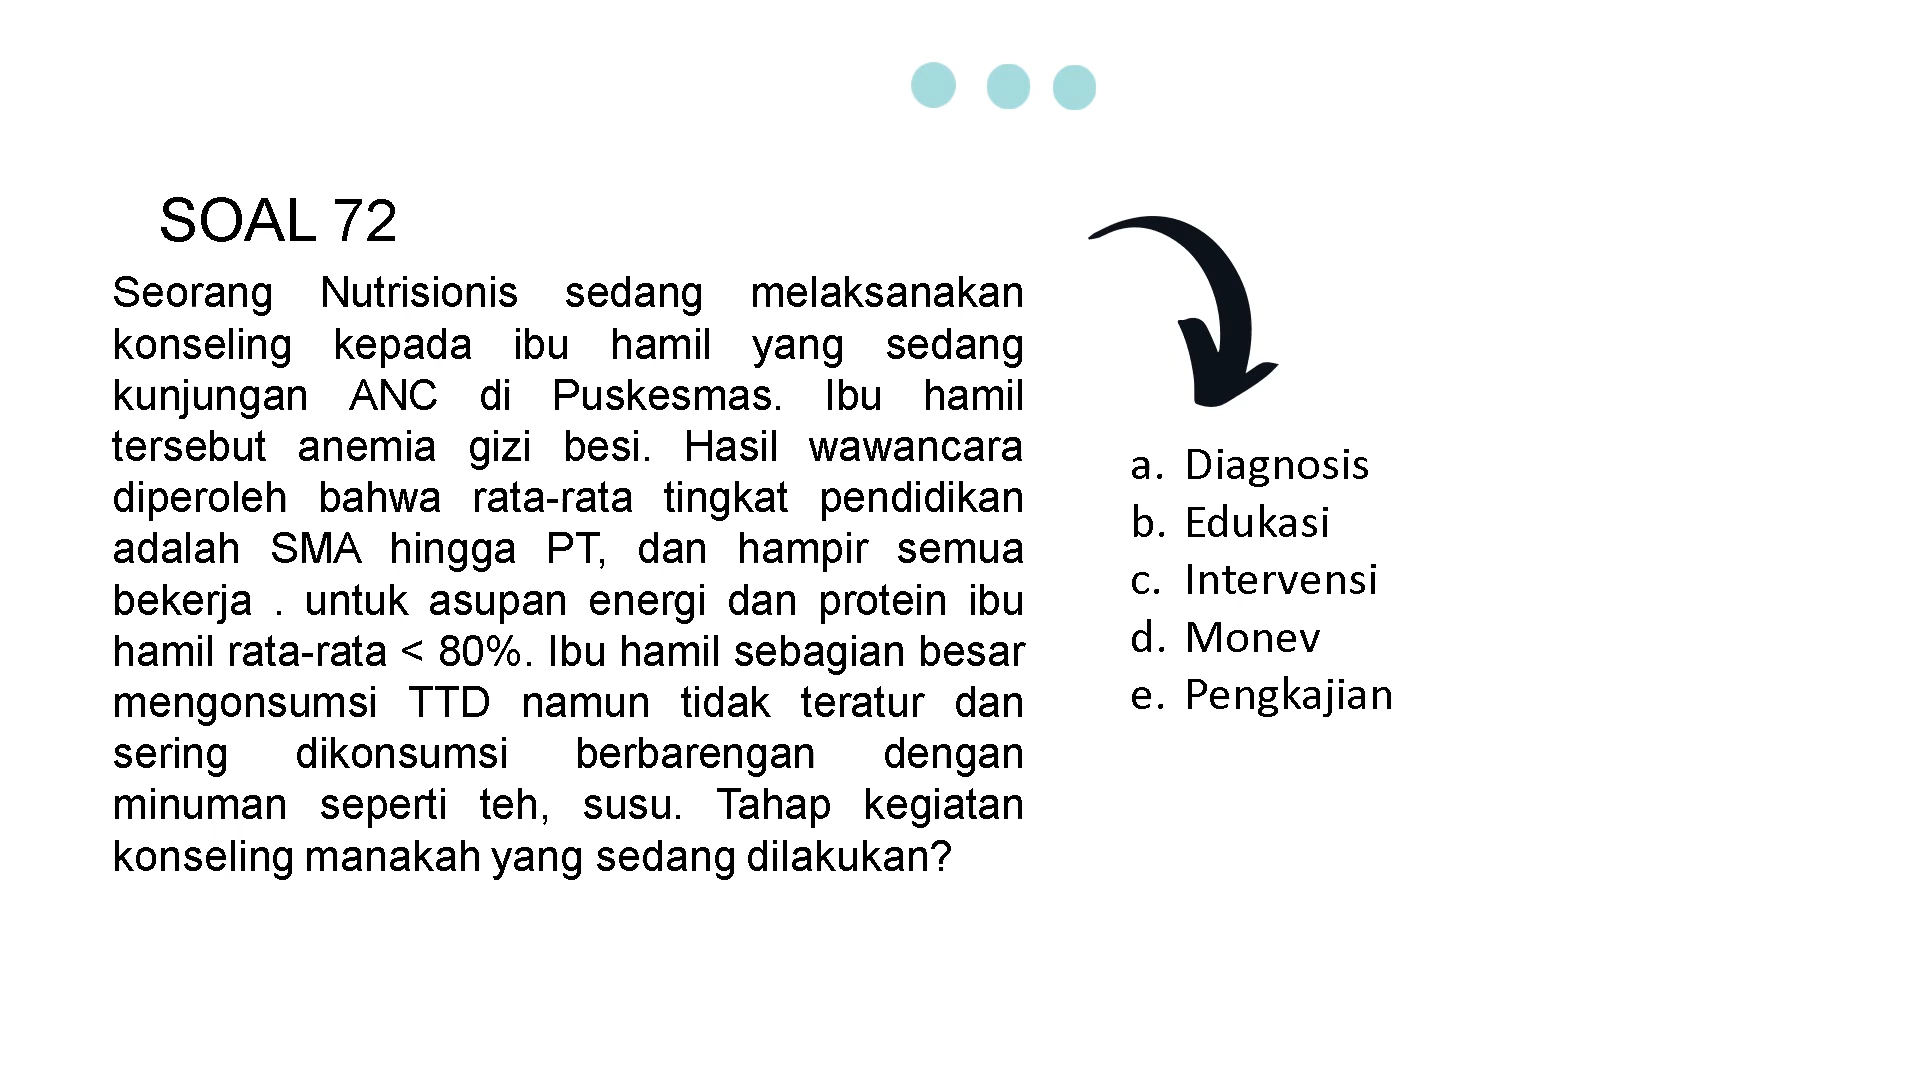 SOAL 72
Seorang Nutrisionis sedang melaksanakan
konseling kepada ibu hamil yang sedang
kunjungan ANC di Puskesmas. Ibu hamil
tersebut anemia gizi besi. Hasil wawancara
diperoleh bahwa rata-rata tingkat pendidikan
adalah SMA hingga PT, dan hampir semua
bekerja . untuk asupan energi dan protein ibu
hamil rata-rata < 80%. Ibu hamil sebagian besar
mengonsumsi TTD namun tidak teratur dan
sering dikonsumsi berbarengan dengan
minuman seperti teh, susu. Tahap kegiatan
konseling manakah yang sedang dilakukan?
a. Diagnosis
b. Edukasi
c. Intervensi
d. Monev
e. Pengkajian